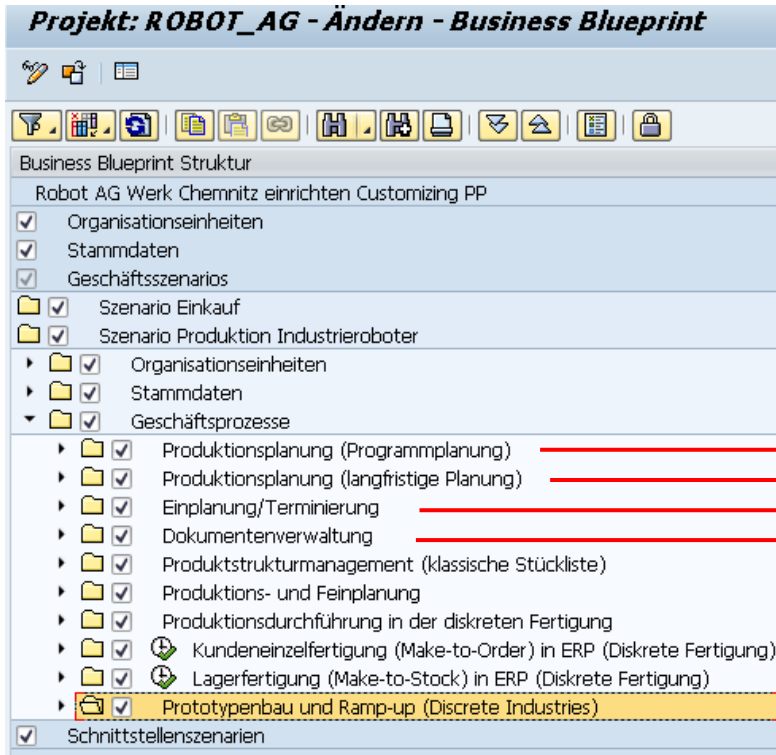 Projekt: ROBOT_AG - Ändern - Business Blueprint
Business Blueprint Struktur
Robot AG Werk Chemnitz einrichten Customizing PP
Organisationseinheiten
Stammdaten
Geschäftsszenarios
Szenario Einkauf
Szenario Produktion Industrieroboter
Organisationseinheiten
Stammdaten
Geschäftsprozesse
Produktionsplanung (Programmplanung)
Produktionsplanung (langfristige Planung)
Einplanung/Terminierung
Dokumentenverwaltung
Produktstrukturmanagement (klassische Stückliste)
Produktions- und Feinplanung
Produktionsdurchführung in der diskreten Fertigung
Kundeneinzelfertigung (Make-to-Order) in ERP (Diskrete Fertigung)
Lagerfertigung (Make-to-Stock) in ERP (Diskrete Fertigung)
Prototypenbau und Ramp-up (Discrete Industries)
Schnittstellenszenarien